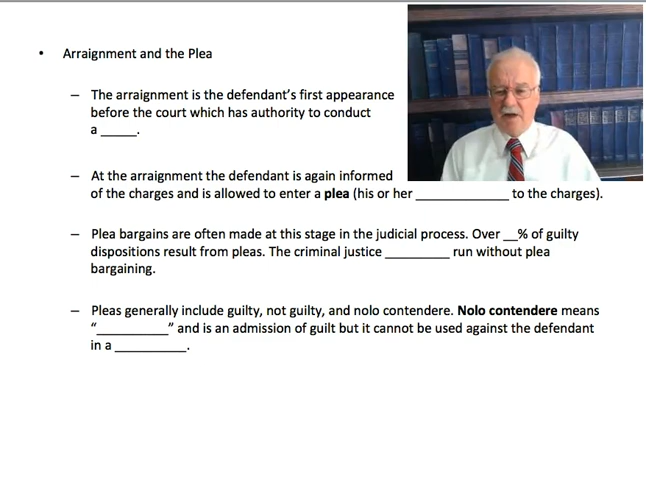 • Arraignment and the Plea
– The arraignment is the defendant's first appearance
before the court which has authority to conduct
a _____.
– At the arraignment the defendant is again informed
of the charges and is allowed to enter a plea (his or her _____________ to the charges).
– Plea bargains are often made at this stage in the judicial process. Over __% of guilty
dispositions result from pleas. The criminal justice _________ run without plea
bargaining.
– Pleas generally include guilty, not guilty, and nolo contendere. Nolo contendere means
“__________” and is an admission of guilt but it cannot be used against the defendant
in a __________.